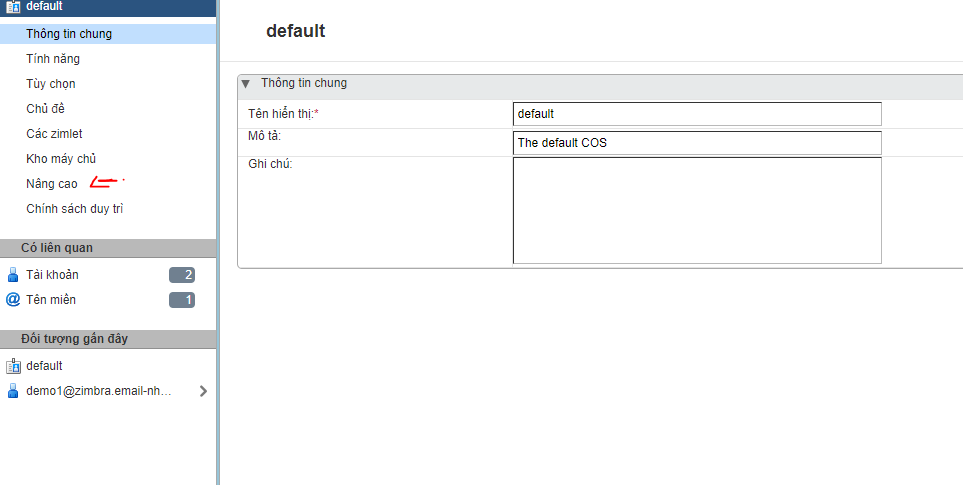 default
Thông tin chung
Tính năng
Tùy chọn
Chủ đề
Các zimlet
Kho máy chủ
Nâng cao
Chính sách duy trì
Có liên quan
Tài khoản 2
Tên miền 1
Đối tượng gần đây
default
demo1@zimbra.email-nh...
default
Thông tin chung
Tên hiển thị:* default
Mô tả: The default COS
Ghi chú: